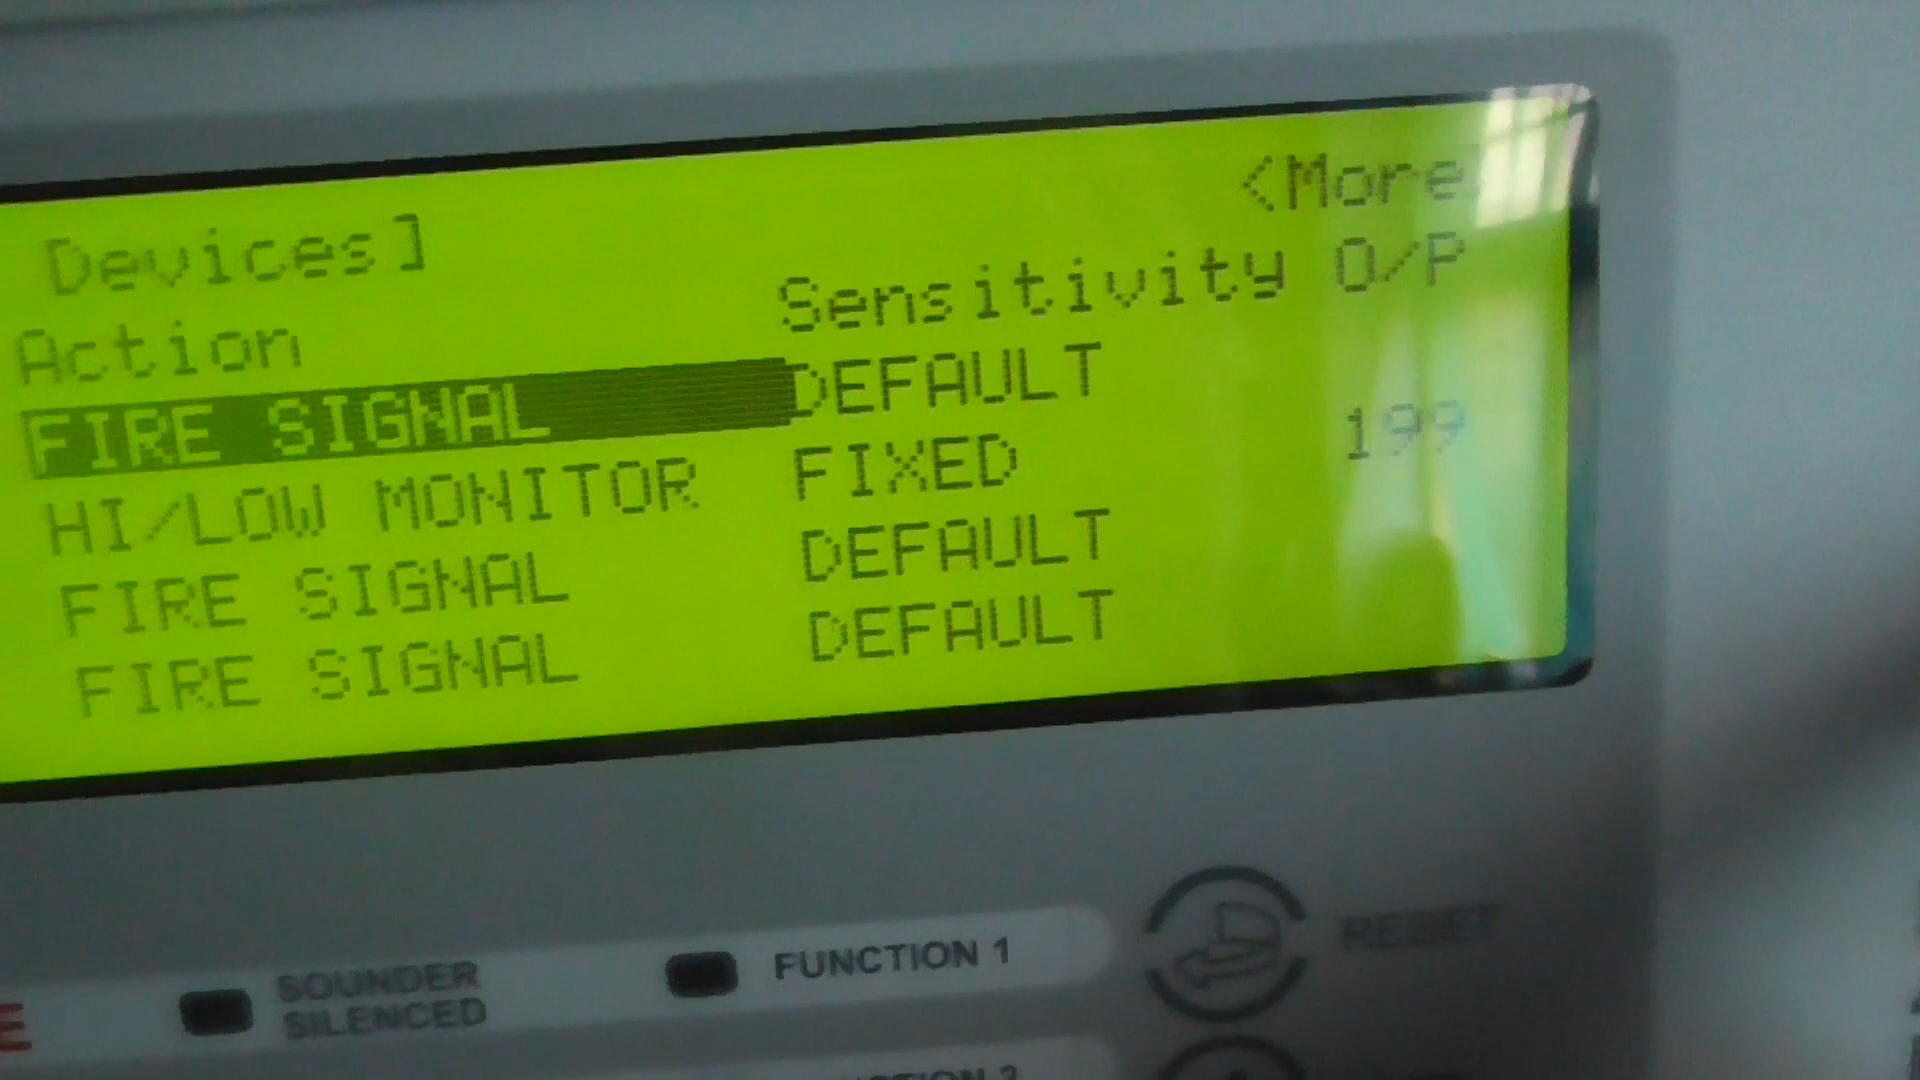 Devices] <More
Action Sensitivity O/P
FIRE SIGNAL DEFAULT
HI/LOW MONITOR FIXED 199
FIRE SIGNAL DEFAULT
FIRE SIGNAL DEFAULT
SOUNDER
SILENCED
FUNCTION 1
RESET